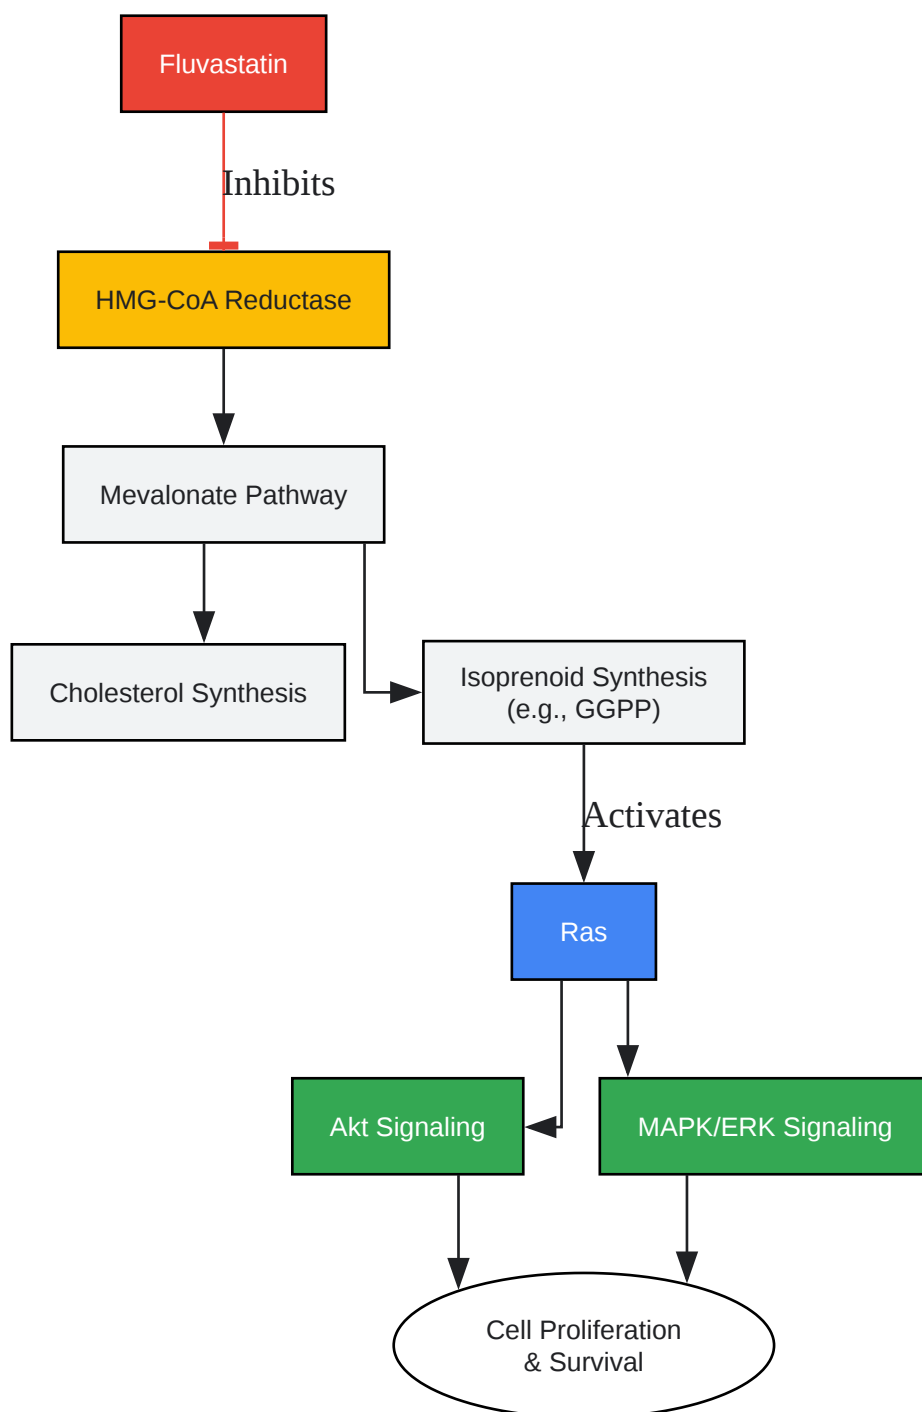 Fluvastatin
Inhibits
HMG-CoA Reductase
Mevalonate Pathway
Cholesterol Synthesis
Isoprenoid Synthesis
(e.g., GGPP)
Activates
Ras
Akt Signaling
MAPK/ERK Signaling
Cell Proliferation
& Survival